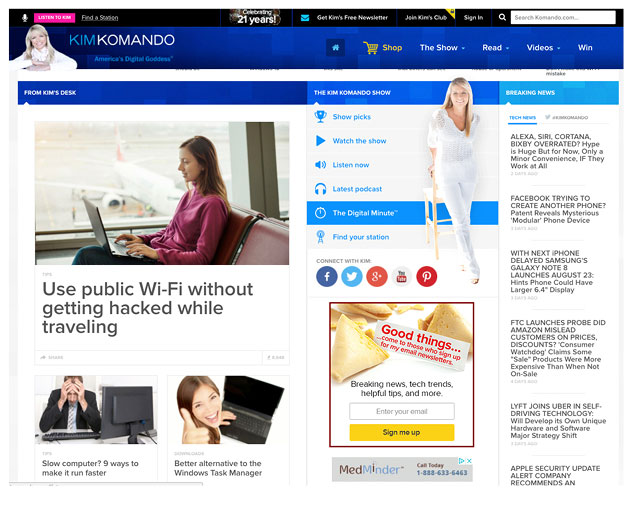 LISTEN TO KIM
Find a Station
Celebrating
21 years!
Get Kim's Free Newsletter
Join Kim's Club
Sign In
Search Komando.com...
KIMKOMANDO
America's Digital Goddess
Shop
The Show
Read
Videos
Win
mistake
FROM KIM'S DESK
TIPS
Use public Wi-Fi without
getting hacked while
traveling
SHARE
TIPS
Slow computer? 9 ways to
make it run faster
DOWNLOADS
Better alternative to the
Windows Task Manager
THE KIM KOMANDO SHOW
Show picks
Watch the show
Listen now
Latest podcast
The Digital Minute™
Find your station
CONNECT WITH KIM
You
Tube
Good things...
...come to those who sign up
for my email newsletters.
Breaking news, tech trends,
helpful tips, and more.
Enter your email
Sign me up
MedMinder
Call Today
1-888-633-6463
BREAKING NEWS
TECH NEWS
#KIMKOMANDO
ALEXA, SIRI, CORTANA,
BIXBY OVERRATED? Hype
is Huge But for Now, Only a
Minor Convenience, IF They
Work at All
2 DAYS AGO
FACEBOOK TRYING TO
CREATE ANOTHER PHONE?
Patent Reveals Mysterious
'Modular' Phone Device
3 DAYS AGO
WITH NEXT IPHONE
DELAYED SAMSUNG'S
GALAXY NOTE 8
LAUNCHES AUGUST 23:
Hints Phone Could Have
Larger 6.4" Display
3 DAYS AGO
FTC LAUNCHES PROBE DID
AMAZON MISLEAD
CUSTOMERS ON PRICES,
DISCOUNTS? 'Consumer
Watchdog' Claims Some
"Sale" Products Were More
Expensive Than When Not
On-Sale
4 DAYS AGO
LYFT JOINS UBER IN SELF-
DRIVING TECHNOLOGY:
Will Develop its Own Unique
Hardware and Software
Major Strategy Shift
3 DAYS AGO
APPLE SECURITY UPDATE
ALERT COMPANY
RECOMMENDS AN